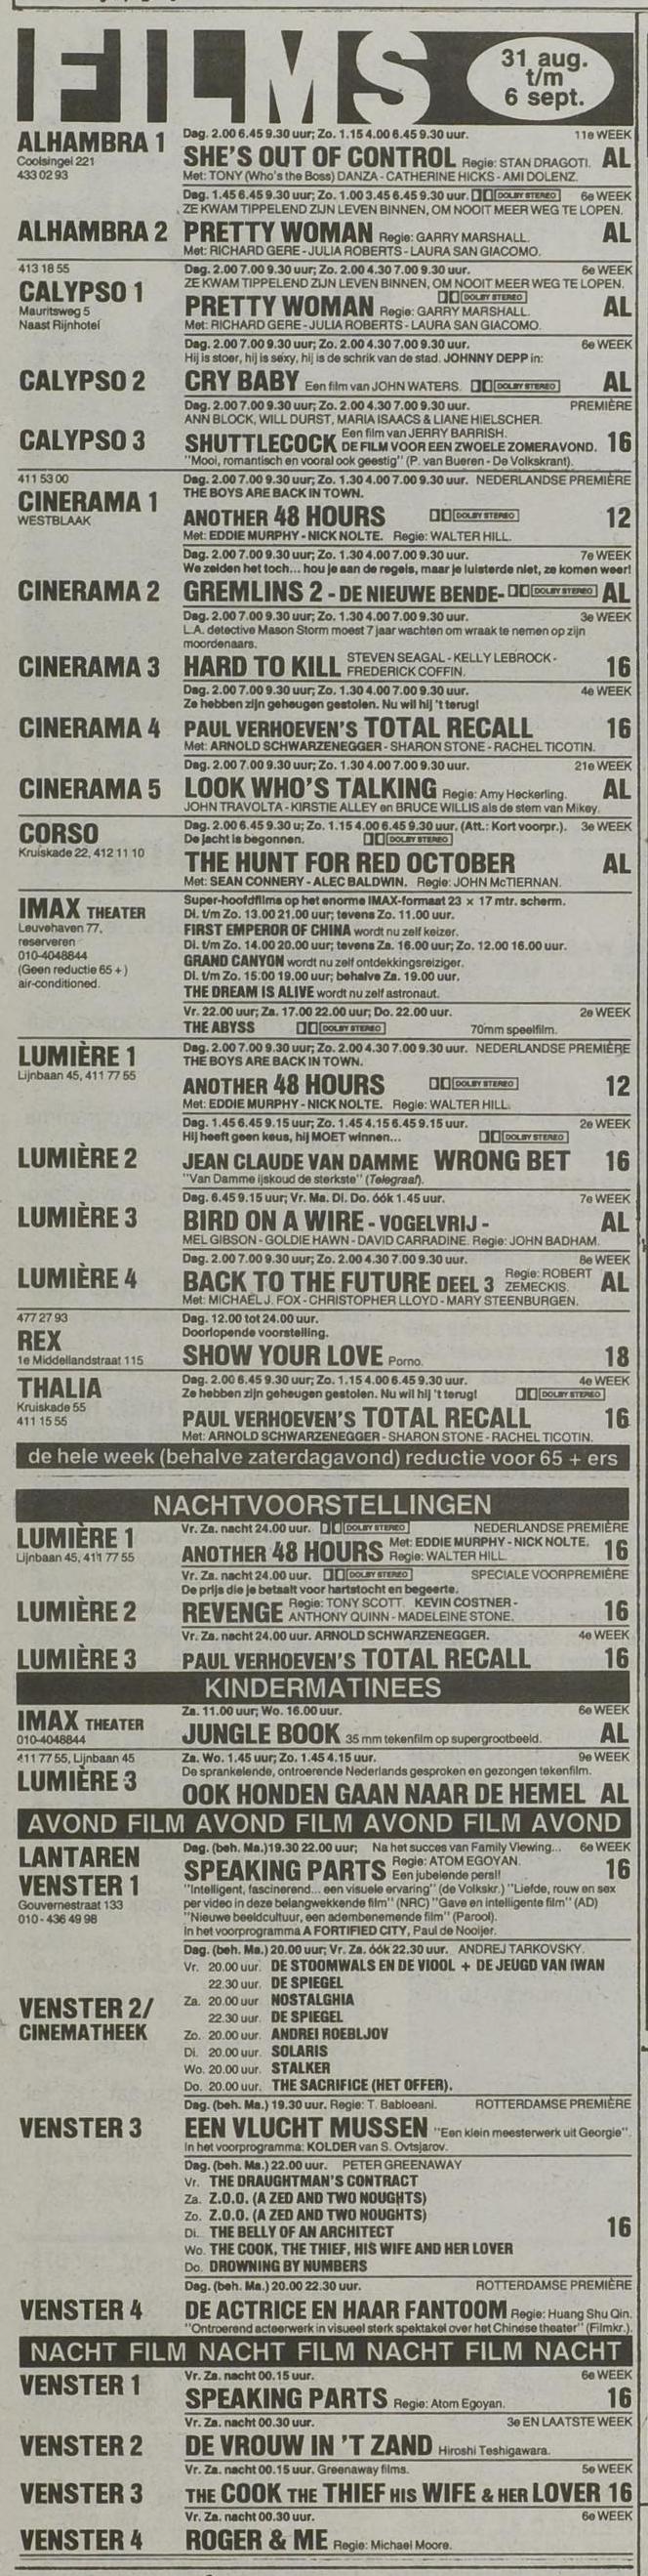 FILMS
31 aug.
t/m
6 sept.
ALHAMBRA 1
Coolsingel 221
433 02 93
Dag. 2.00 6.45 9.30 uur; Zo. 1.15 4.00 6.45 9.30 uur. 11e WEEK
SHE'S OUT OF CONTROL Regie: STAN DRAGOTI. AL
Met: TONY (Who's the Boss) DANZA - CATHERINE HICKS - AMI DOLENZ.
Dag. 1.45 6.45 9.30 uur; Zo. 1.00 3.45 6.45 9.30 uur. DOLBY STEREO 6e WEEK
ZE KWAM TIPPELEND ZIJN LEVEN BINNEN, OM NOOIT MEER WEG TE LOPEN.
ALHAMBRA 2 PRETTY WOMAN Regie: GARRY MARSHALL. AL
Met: RICHARD GERE - JULIA ROBERTS - LAURA SAN GIACOMO.
413 18 55
CALYPSO 1
Mauritsweg 5
Naast Rijnhotel
Dag. 2.00 7.00 9.30 uur; Zo. 2.00 4.30 7.00 9.30 uur. 6e WEEK
ZE KWAM TIPPELEND ZIJN LEVEN BINNEN, OM NOOIT MEER WEG TE LOPEN.
DOLBY STEREO
PRETTY WOMAN Regie: GARRY MARSHALL. AL
Met: RICHARD GERE - JULIA ROBERTS - LAURA SAN GIACOMO.
Dag. 2.00 7.00 9.30 uur; Zo. 2.00 4.30 7.00 9.30 uur. 6e WEEK
Hij is stoer, hij is sexy, hij is de schrik van de stad. JOHNNY DEPP in:
CALYPSO 2 CRY BABY Een film van JOHN WATERS. DOLBY STEREO AL
Dag. 2.00 7.00 9.30 uur; Zo. 2.00 4.30 7.00 9.30 uur. PREMIÈRE
ANN BLOCK, WILL DURST, MARIA ISAACS & LIANE HIELSCHER.
Een film van JERRY BARRISH.
CALYPSO 3 SHUTTLECOCK DE FILM VOOR EEN ZWOELE ZOMERAVOND. 16
"Mooi, romantisch en vooral ook geestig" (P. van Bueren - De Volkskrant).
411 53 00
CINERAMA 1
WESTBLAAK
Dag. 2.00 7.00 9.30 uur; Zo. 1.30 4.00 7.00 9.30 uur. NEDERLANDSE PREMIÈRE
THE BOYS ARE BACK IN TOWN.
ANOTHER 48 HOURS DOLBY STEREO 12
Met: EDDIE MURPHY - NICK NOLTE. Regie: WALTER HILL.
Dag. 2.00 7.00 9.30 uur; Zo. 1.30 4.00 7.00 9.30 uur. 7e WEEK
We zeiden het toch... hou je aan de regels, maar je luisterde niet, ze komen weer!
CINERAMA 2 GREMLINS 2 - DE NIEUWE BENDE- DOLBY STEREO AL
Dag. 2.00 7.00 9.30 uur; Zo. 1.30 4.00 7.00 9.30 uur. 3e WEEK
L.A. detective Mason Storm moest 7 jaar wachten om wraak te nemen op zijn
moordenaars.
CINERAMA 3 HARD TO KILL STEVEN SEAGAL - KELLY LEBROCK - FREDERICK COFFIN. 16
Dag. 2.00 7.00 9.30 uur; Zo. 1.30 4.00 7.00 9.30 uur. 4e WEEK
Ze hebben zijn geheugen gestolen. Nu wil hij 't terug!
CINERAMA 4 PAUL VERHOEVEN'S TOTAL RECALL 16
Met: ARNOLD SCHWARZENEGGER - SHARON STONE - RACHEL TICOTIN.
Dag. 2.00 7.00 9.30 uur; Zo. 1.30 4.00 7.00 9.30 uur. 21e WEEK
CINERAMA 5 LOOK WHO'S TALKING Regie: Amy Heckerling. AL
JOHN TRAVOLTA - KIRSTIE ALLEY en BRUCE WILLIS als de stem van Mikey.
CORSO
Kruiskade 22, 412 11 10
Dag. 2.00 6.45 9.30 u; Zo. 1.15 4.00 6.45 9.30 uur. (Att.: Kort voorpr.). 3e WEEK
De jacht is begonnen. DOLBY STEREO
THE HUNT FOR RED OCTOBER AL
Met: SEAN CONNERY - ALEC BALDWIN. Regie: JOHN McTIERNAN.
IMAX THEATER
Leuvehaven 77,
reserveren
010-4048844
(Geen reductie 65 +)
air-conditioned.
Super-hoofdfilms op het enorme IMAX-formaat 23 x 17 mtr. scherm.
Di. t/m Zo. 13.00 21.00 uur; tevens Zo. 11.00 uur.
FIRST EMPEROR OF CHINA wordt nu zelf keizer.
Di. t/m Zo. 14.00 20.00 uur; tevens Za. 16.00 uur; Zo. 12.00 16.00 uur.
GRAND CANYON wordt nu zelf ontdekkingsreiziger.
Di. t/m Zo. 15.00 19.00 uur; behalve Za. 19.00 uur.
THE DREAM IS ALIVE wordt nu zelf astronaut.
Vr. 22.00 uur; Za. 17.00 22.00 uur; Do. 22.00 uur. 2e WEEK
THE ABYSS DOLBY STEREO 70mm speelfilm.
LUMIÈRE 1
Lijnbaan 45, 411 77 55
Dag. 2.00 7.00 9.30 uur; Zo. 2.00 4.30 7.00 9.30 uur. NEDERLANDSE PREMIÈRE
THE BOYS ARE BACK IN TOWN.
ANOTHER 48 HOURS DOLBY STEREO 12
Met: EDDIE MURPHY - NICK NOLTE. Regie: WALTER HILL.
Dag. 1.45 6.45 9.15 uur; Zo. 1.45 4.15 6.45 9.15 uur. 2e WEEK
Hij heeft geen keus, hij MOET winnen... DOLBY STEREO
LUMIÈRE 2 JEAN CLAUDE VAN DAMME WRONG BET 16
"Van Damme ijskoud de sterkste" (Telegraaf).
Dag. 6.45 9.15 uur; Vr. Ma. Di. Do. óók 1.45 uur. 7e WEEK
LUMIÈRE 3 BIRD ON A WIRE - VOGELVRIJ - AL
MEL GIBSON - GOLDIE HAWN - DAVID CARRADINE. Regie: JOHN BADHAM.
Dag. 2.00 7.00 9.30 uur; Zo. 2.00 4.30 7.00 9.30 uur. 8e WEEK
LUMIÈRE 4 BACK TO THE FUTURE DEEL 3 Regie: ROBERT ZEMECKIS. AL
Met: MICHAEL J. FOX - CHRISTOPHER LLOYD - MARY STEENBURGEN.
477 27 93
REX
1e Middellandstraat 115
Dag. 12.00 tot 24.00 uur.
Doorlopende voorstelling.
SHOW YOUR LOVE Porno. 18
THALIA
Kruiskade 55
411 15 55
Dag. 2.00 6.45 9.30 uur; Zo. 1.15 4.00 6.45 9.30 uur. 4e WEEK
Ze hebben zijn geheugen gestolen. Nu wil hij 't terug! DOLBY STEREO
PAUL VERHOEVEN'S TOTAL RECALL 16
Met: ARNOLD SCHWARZENEGGER - SHARON STONE - RACHEL TICOTIN.
de hele week (behalve zaterdagavond) reductie voor 65 + ers
NACHTVOORSTELLINGEN
LUMIÈRE 1
Lijnbaan 45, 411 77 55
Vr. Za. nacht 24.00 uur. DOLBY STEREO NEDERLANDSE PREMIÈRE
ANOTHER 48 HOURS Met: EDDIE MURPHY - NICK NOLTE. Regie: WALTER HILL. 16
Vr. Za. nacht 24.00 uur. DOLBY STEREO SPECIALE VOORPREMIÈRE
De prijs die je betaalt voor hartstocht en begeerte.
LUMIÈRE 2 REVENGE Regie: TONY SCOTT. KEVIN COSTNER - ANTHONY QUINN - MADELEINE STONE. 16
Vr. Za. nacht 24.00 uur. ARNOLD SCHWARZENEGGER. 4e WEEK
LUMIÈRE 3 PAUL VERHOEVEN'S TOTAL RECALL 16
KINDERMATINEES
IMAX THEATER
010-4048844
Za. 11.00 uur; Wo. 16.00 uur. 6e WEEK
JUNGLE BOOK 35 mm tekenfilm op supergrootbeeld. AL
411 77 55, Lijnbaan 45
LUMIÈRE 3
Za. Wo. 1.45 uur; Zo. 1.45 4.15 uur. 9e WEEK
De sprankelende, ontroerende Nederlands gesproken en gezongen tekenfilm.
OOK HONDEN GAAN NAAR DE HEMEL AL
AVOND FILM AVOND FILM AVOND FILM AVOND
LANTAREN
VENSTER 1
Gouvernestraat 133
010 - 436 49 98
Dag. (beh. Ma.) 19.30 22.00 uur; Na het succes van Family Viewing... 6e WEEK
SPEAKING PARTS Regie: ATOM EGOYAN. Een jubelende pers!! 16
"Intelligent, fascinerend... een visuele ervaring" (de Volkskr.) "Liefde, rouw en sex
per video in deze belangwekkende film" (NRC) "Gave en intelligente film" (AD)
"Nieuwe beeldcultuur, een adembenemende film" (Parool).
In het voorprogramma A FORTIFIED CITY, Paul de Nooijer.
Dag. (beh. Ma.) 20.00 uur; Vr. Za. óók 22.30 uur. ANDREJ TARKOVSKY.
VENSTER 2/
CINEMATHEEK
Vr. 20.00 uur. DE STOOMWALS EN DE VIOOL + DE JEUGD VAN IWAN
22.30 uur. DE SPIEGEL
Za. 20.00 uur NOSTALGHIA
22.30 uur. DE SPIEGEL
Zo. 20.00 uur. ANDREI ROEBLJOV
Di. 20.00 uur. SOLARIS
Wo. 20.00 uur. STALKER
Do. 20.00 uur. THE SACRIFICE (HET OFFER).
Dag. (beh. Ma.) 19.30 uur. Regie: T. Babloeani. ROTTERDAMSE PREMIÈRE
VENSTER 3 EEN VLUCHT MUSSEN "Een klein meesterwerk uit Georgie".
In het voorprogramma: KOLDER van S. Ovtsjarov.
Dag. (beh. Ma.) 22.00 uur. PETER GREENAWAY
Vr. THE DRAUGHTMAN'S CONTRACT
Za. Z.O.O. (A ZED AND TWO NOUGHTS)
Zo. Z.O.O. (A ZED AND TWO NOUGHTS)
Di. THE BELLY OF AN ARCHITECT 16
Wo. THE COOK, THE THIEF, HIS WIFE AND HER LOVER
Do. DROWNING BY NUMBERS
Dag. (beh. Ma.) 20.00 22.30 uur. ROTTERDAMSE PREMIÈRE
VENSTER 4 DE ACTRICE EN HAAR FANTOOM Regie: Huang Shu Qin.
"Ontroerend acteerwerk in visueel sterk spektakel over het Chinese theater" (Filmkr.).
NACHT FILM NACHT FILM NACHT FILM NACHT
VENSTER 1
Vr. Za. nacht 00.15 uur. 6e WEEK
SPEAKING PARTS Regie: Atom Egoyan. 16
Vr. Za. nacht 00.30 uur. 3e EN LAATSTE WEEK
VENSTER 2 DE VROUW IN 'T ZAND Hiroshi Teshigawara.
Vr. Za. nacht 00.15 uur. Greenaway films. 5e WEEK
VENSTER 3 THE COOK THE THIEF HIS WIFE & HER LOVER 16
Vr. Za. nacht 00.30 uur. 6e WEEK
VENSTER 4 ROGER & ME Regie: Michael Moore.